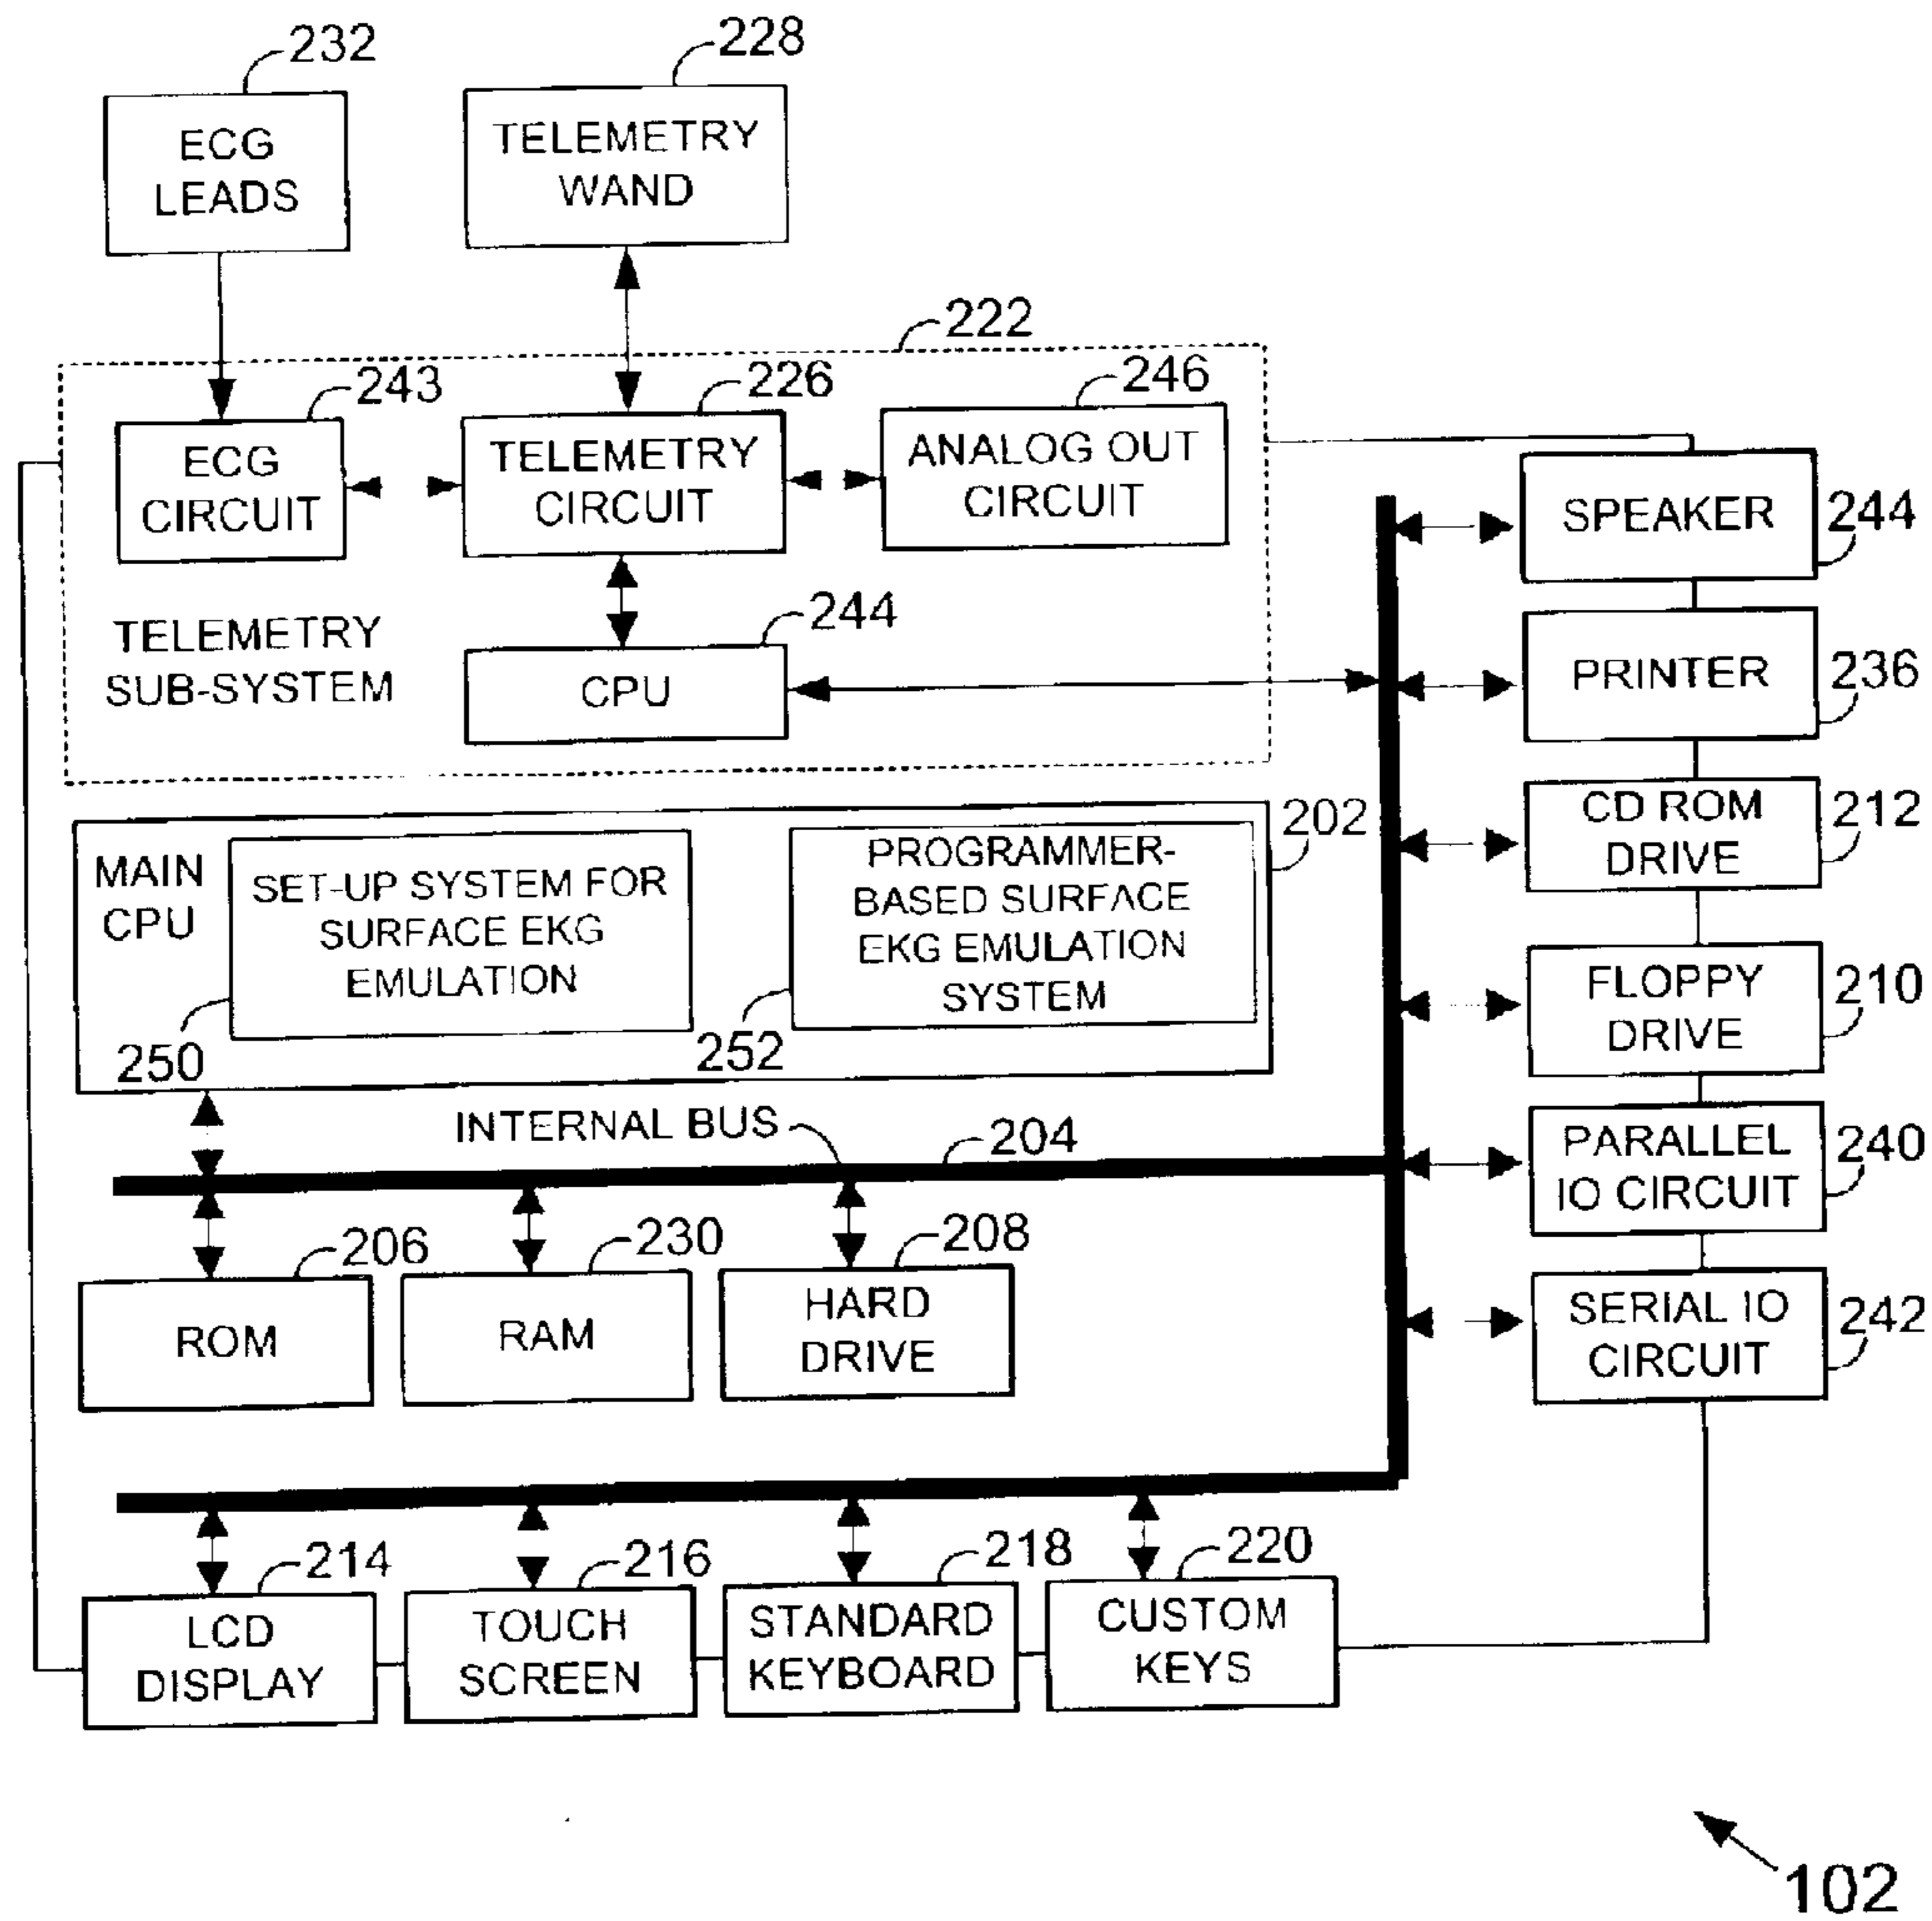 232
228
ECG
LEADS
TELEMETRY
WAND
222
243
226
246
ECG
CIRCUIT
TELEMETRY
CIRCUIT
ANALOG OUT
CIRCUIT
SPEAKER
244
TELEMETRY
SUB-SYSTEM
244
CPU
PRINTER
236
CD ROM
DRIVE
212
202
MAIN
CPU
SET-UP SYSTEM FOR
SURFACE EKG
EMULATION
250
PROGRAMMER-
BASED SURFACE
EKG EMULATION
SYSTEM
252
FLOPPY
DRIVE
210
INTERNAL BUS
204
PARALLEL
IO CIRCUIT
240
206
230
208
ROM
RAM
HARD
DRIVE
SERIAL IO
CIRCUIT
242
214
216
218
220
LCD
DISPLAY
TOUCH
SCREEN
STANDARD
KEYBOARD
CUSTOM
KEYS
102